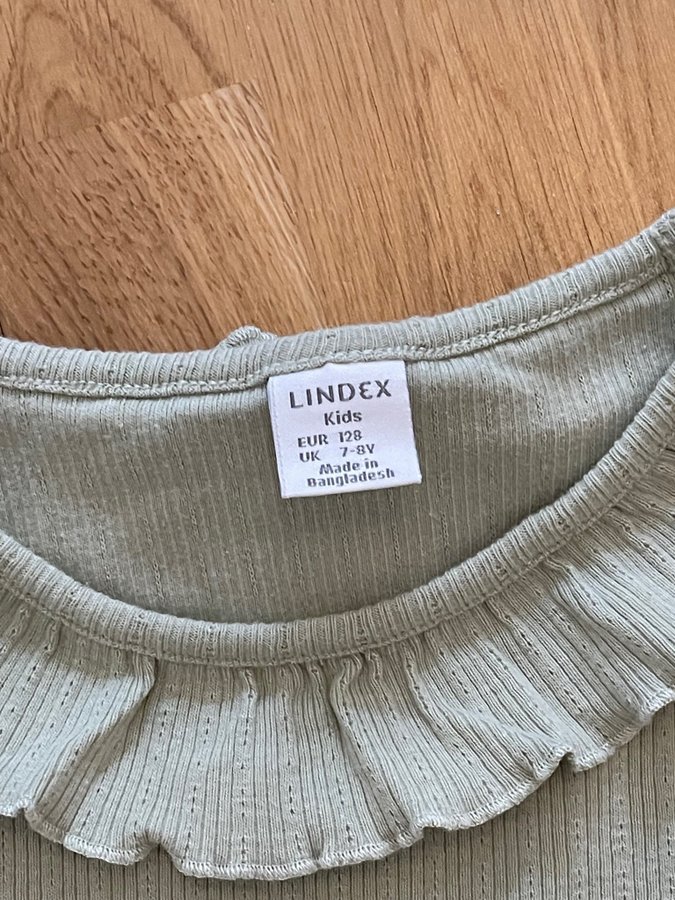 LINDEX
Kids
EUR 128
UK 7-8Y
Made in
Bangladesh